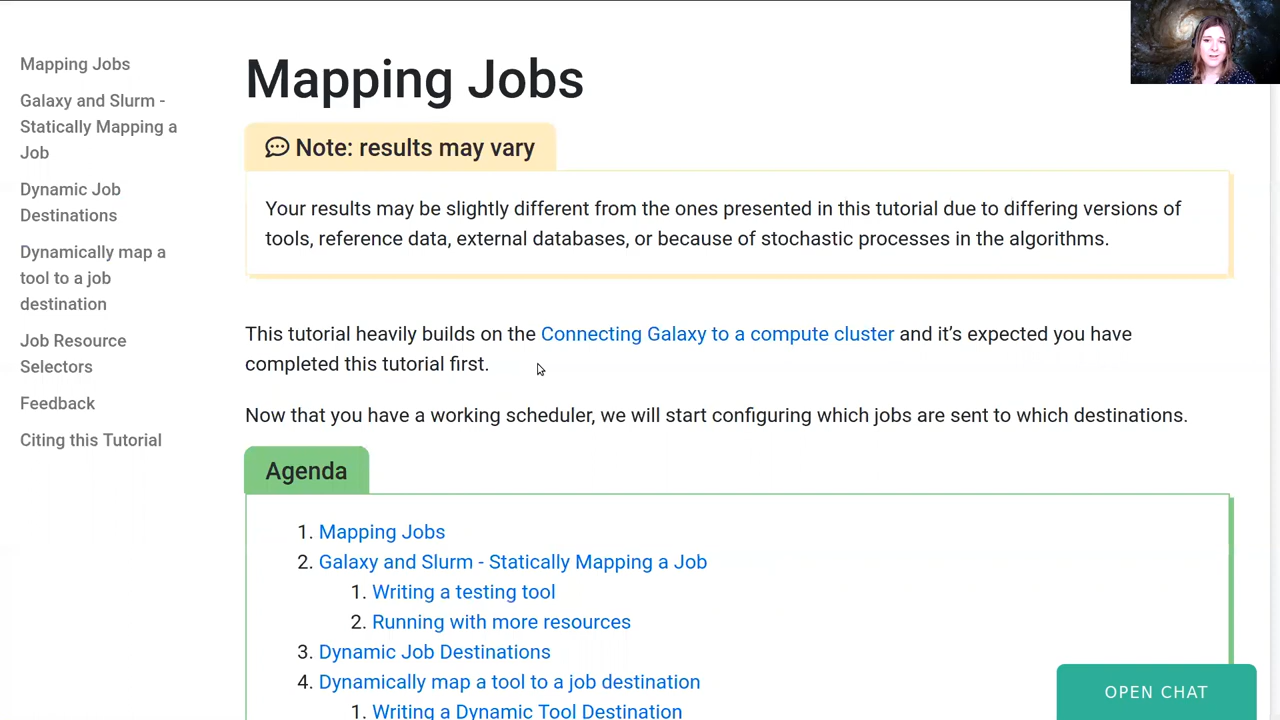 Mapping Jobs
Galaxy and Slurm -
Statically Mapping a
Job
Dynamic Job
Destinations
Dynamically map a
tool to a job
destination
Job Resource
Selectors
Feedback
Citing this Tutorial
Mapping Jobs
Note: results may vary
Your results may be slightly different from the ones presented in this tutorial due to differing versions of
tools, reference data, external databases, or because of stochastic processes in the algorithms.
This tutorial heavily builds on the Connecting Galaxy to a compute cluster and it’s expected you have
completed this tutorial first.
Now that you have a working scheduler, we will start configuring which jobs are sent to which destinations.
Agenda
1. Mapping Jobs
2. Galaxy and Slurm - Statically Mapping a Job
1. Writing a testing tool
2. Running with more resources
3. Dynamic Job Destinations
4. Dynamically map a tool to a job destination
1. Writing a Dynamic Tool Destination
OPEN CHAT